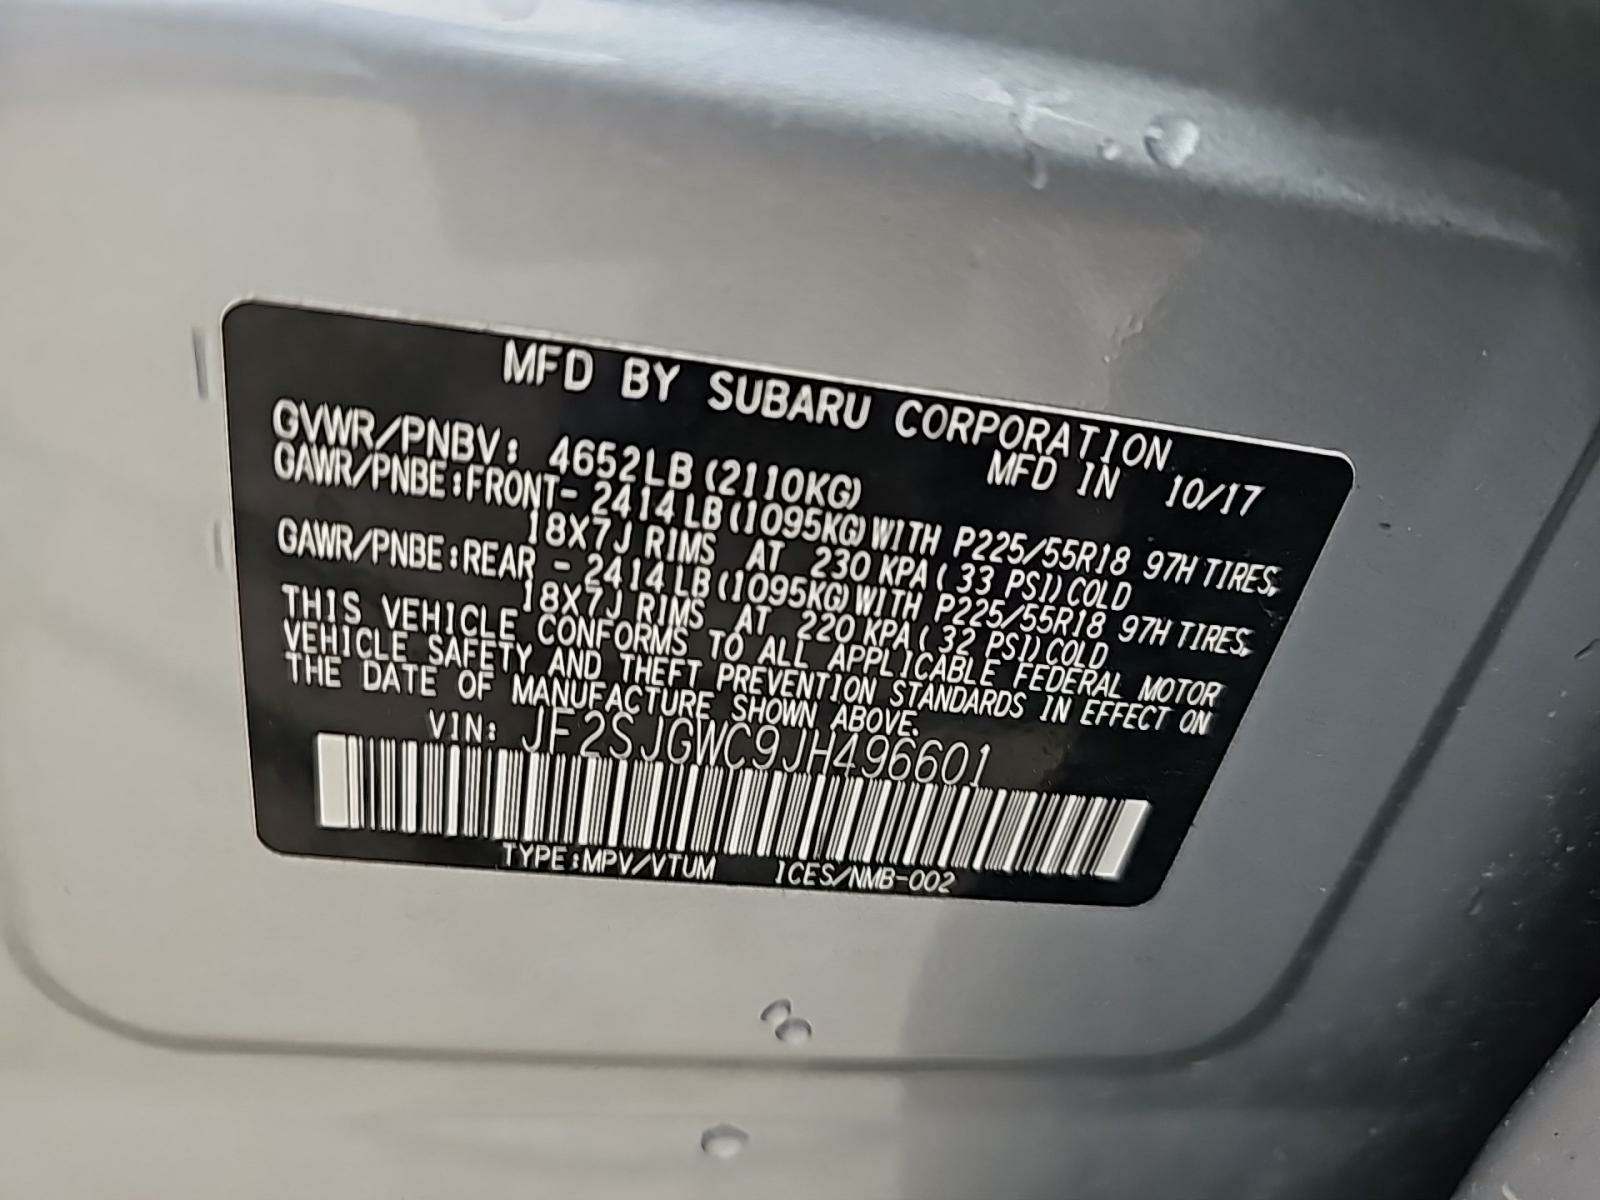 MFD BY SUBARU CORPORATION
MFD IN 10/17
GVWR/PNBV: 4652LB (2110KG)
GAWR/PNBE:FRONT- 2414 LB (1095KG) WITH P225/55R18 97H TIRES,
18X7J RIMS AT 230 KPA ( 33 PSI) COLD
GAWR/PNBE:REAR - 2414 LB (1095KG) WITH P225/55R18 97H TIRES,
18X7J RIMS AT 220 KPA ( 32 PSI) COLD
THIS VEHICLE CONFORMS TO ALL APPLICABLE FEDERAL MOTOR
VEHICLE SAFETY AND THEFT PREVENTION STANDARDS IN EFFECT ON
THE DATE OF MANUFACTURE SHOWN ABOVE.
VIN: JF2SJGWC9JH496601
TYPE:MPV/VTUM ICES/NMB-002